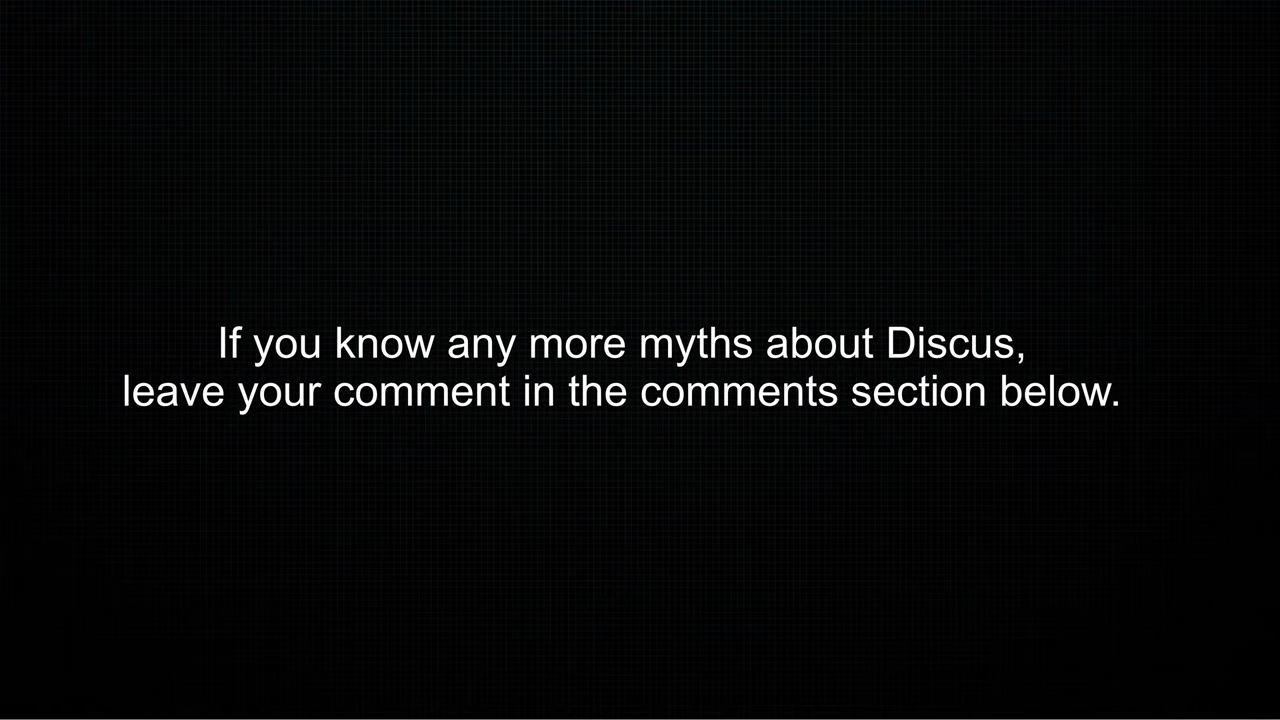 If you know any more myths about Discus,
leave your comment in the comments section below.